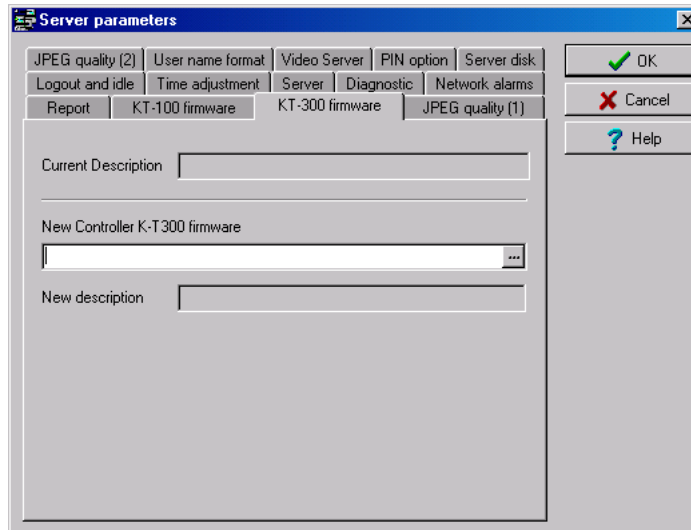 Server parameters
JPEG quality (2) User name format Video Server PIN option Server disk
Logout and idle Time adjustment Server Diagnostic Network alarms
Report KT-100 firmware KT-300 firmware JPEG quality (1)
OK
Cancel
Help
Current Description
New Controller K-T300 firmware
...
New description